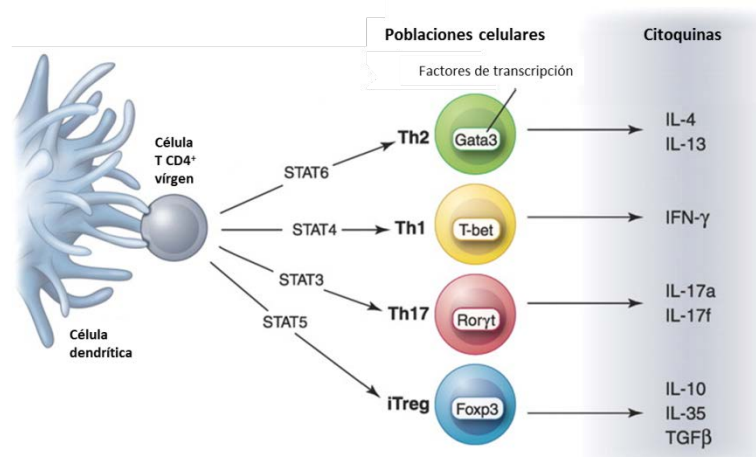 Poblaciones celulares
Citoquinas
Factores de transcripción
Célula
T CD4⁺
vírgen
STAT6
Th2
Gata3
IL-4
IL-13
STAT4
Th1
T-bet
IFN-γ
STAT3
Th17
Rorγt
IL-17a
IL-17f
STAT5
iTreg
Foxp3
IL-10
IL-35
TGFβ
Célula
dendrítica